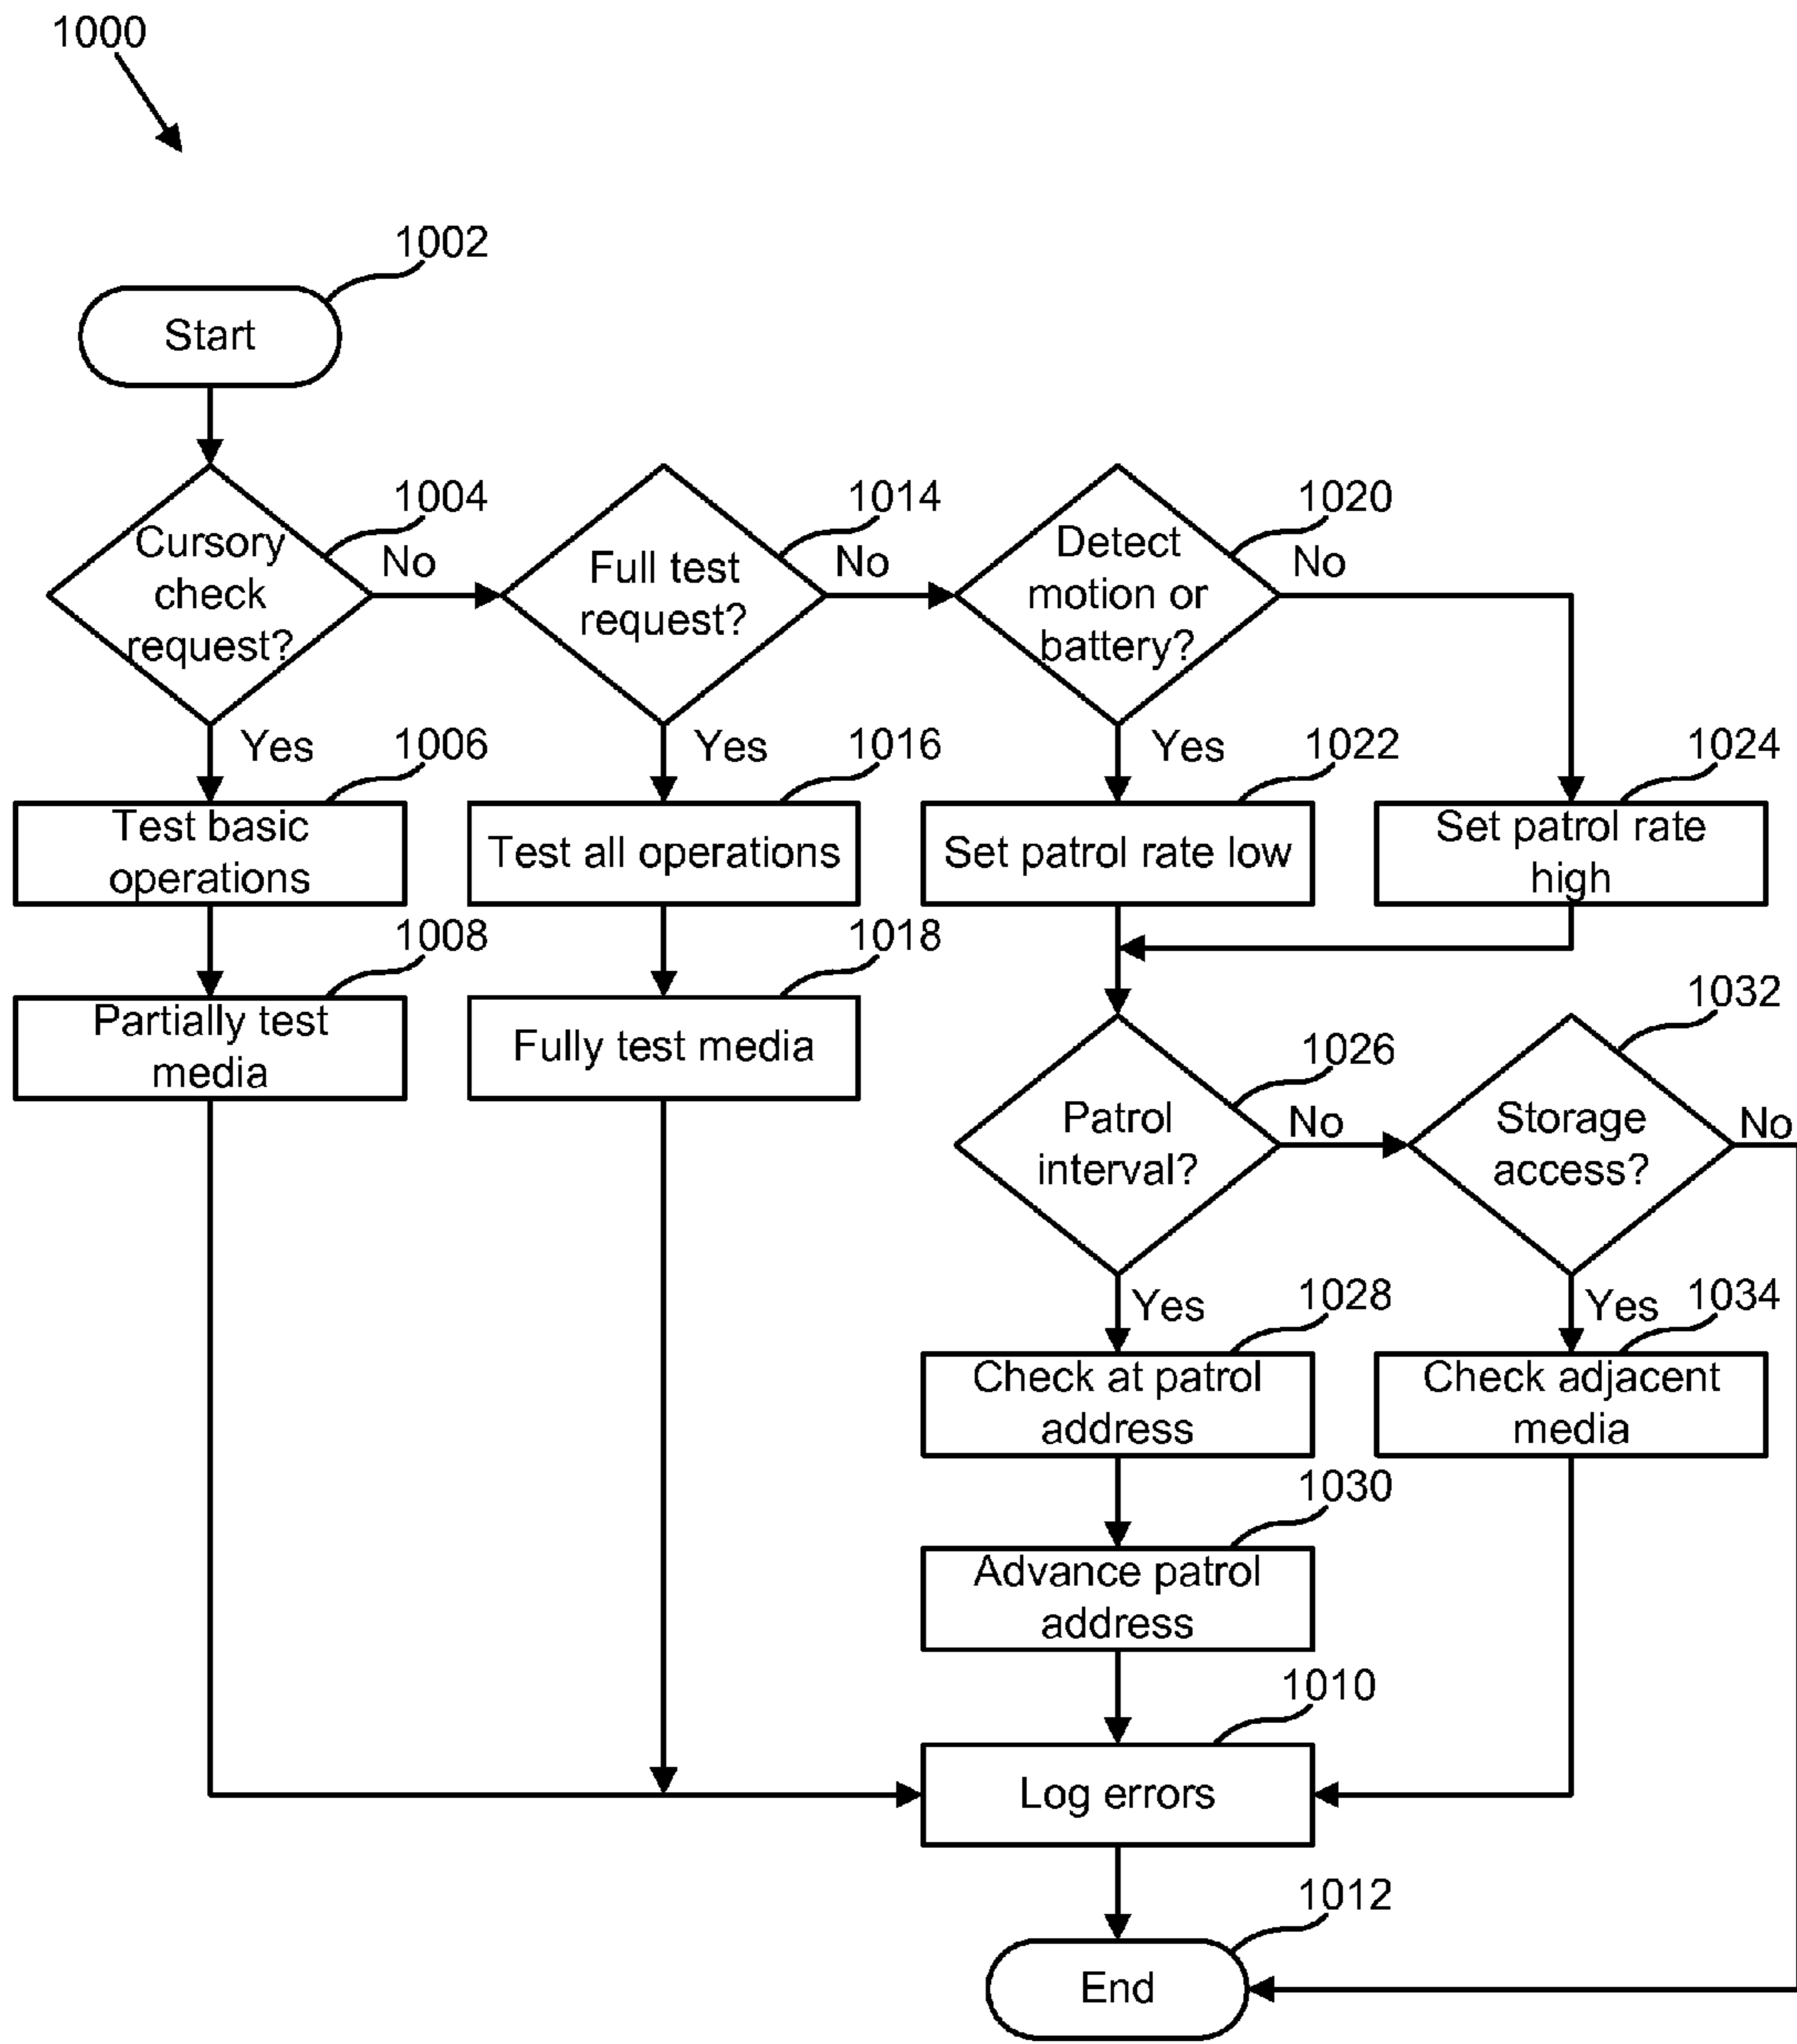 1000
1002
Start
1004
Cursory
check
request?
No
1014
Full test
request?
No
1020
Detect
motion or
battery?
No
Yes
1006
Yes
1016
Yes
1022
1024
Test basic
operations
Test all operations
Set patrol rate low
Set patrol rate
high
1008
1018
Partially test
media
Fully test media
1026
1032
Patrol
interval?
No
Storage
access?
No
Yes
1028
Yes
1034
Check at patrol
address
Check adjacent
media
1030
Advance patrol
address
1010
Log errors
1012
End